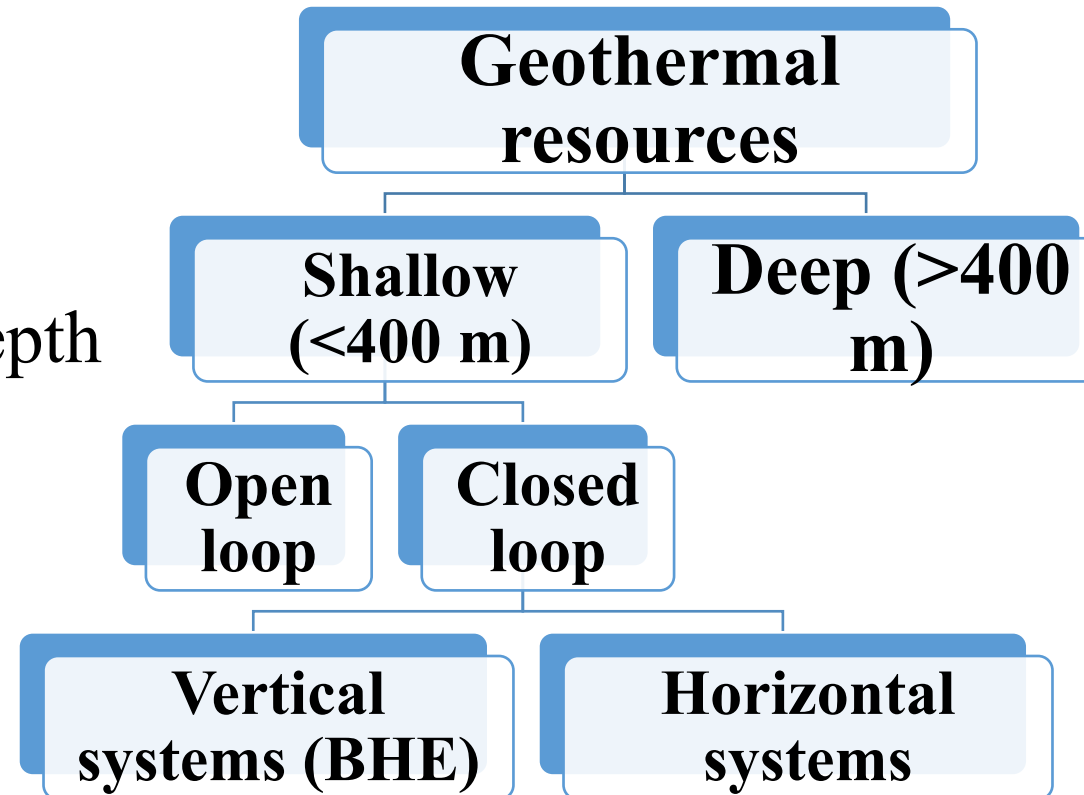 Geothermal
resources
Shallow
(<400 m)
Deep (>400
m)
epth
Open
loop
Closed
loop
Vertical
systems (BHE)
Horizontal
systems